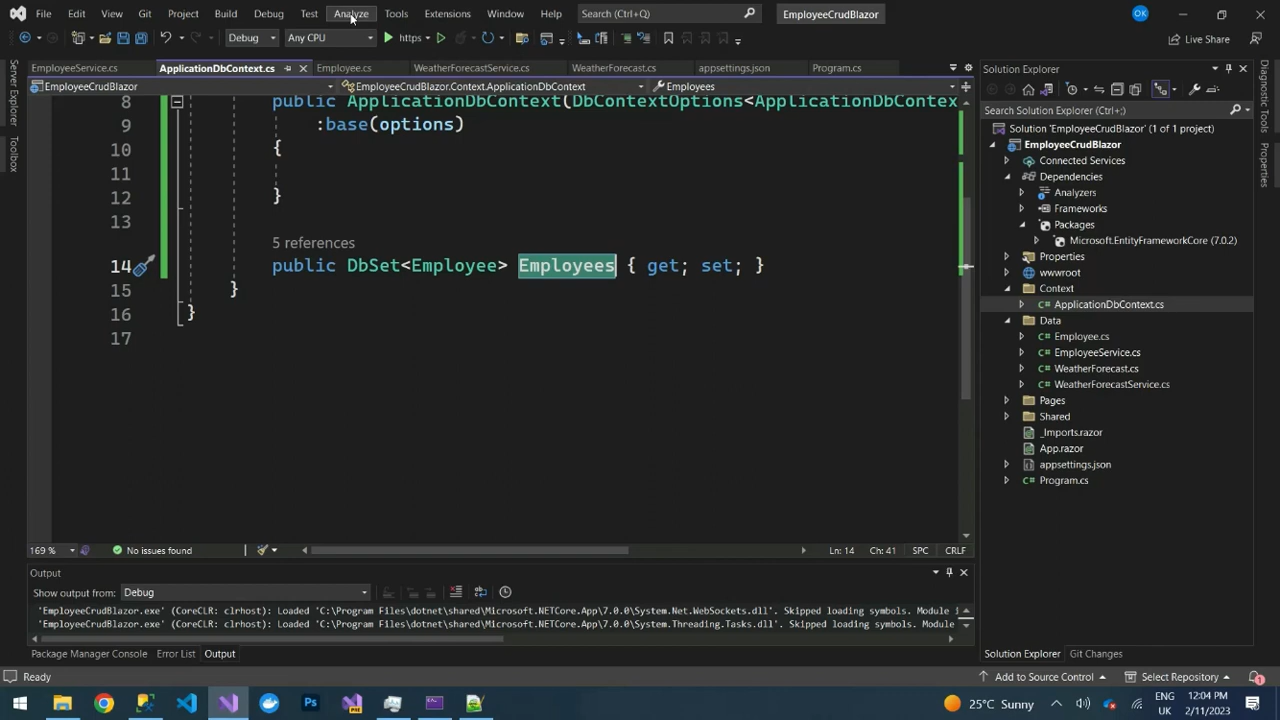 File Edit View Git Project Build Debug Test Analyze Tools Extensions Window Help Search (Ctrl+Q) EmployeeCrudBlazor OK
Debug Any CPU https Live Share
EmployeeService.cs ApplicationDbContext.cs Employee.cs WeatherForecastService.cs WeatherForecast.cs appsettings.json Program.cs
EmployeeCrudBlazor EmployeeCrudBlazor.Context.ApplicationDbContext Employees
8 public ApplicationDbContext(DbContextOptions<ApplicationDbContex
9 :base(options)
10 {
11
12 }
13
5 references
14 public DbSet<Employee> Employees { get; set; }
15 }
16 }
17
169 % No issues found Ln: 14 Ch: 41 SPC CRLF
Output
Show output from: Debug
'EmployeeCrudBlazor.exe' (CoreCLR: clrhost): Loaded 'C:\Program Files\dotnet\shared\Microsoft.NETCore.App\7.0.0\System.Net.WebSockets.dll'. Skipped loading symbols. Module i
'EmployeeCrudBlazor.exe' (CoreCLR: clrhost): Loaded 'C:\Program Files\dotnet\shared\Microsoft.NETCore.App\7.0.0\System.Threading.Tasks.dll'. Skipped loading symbols. Module
Package Manager Console Error List Output
Server Explorer
Toolbox
Solution Explorer
Search Solution Explorer (Ctrl+;)
Solution 'EmployeeCrudBlazor' (1 of 1 project)
EmployeeCrudBlazor
Connected Services
Dependencies
Analyzers
Frameworks
Packages
Microsoft.EntityFrameworkCore (7.0.2)
Properties
wwwroot
Context
C# ApplicationDbContext.cs
Data
C# Employee.cs
C# EmployeeService.cs
C# WeatherForecast.cs
C# WeatherForecastService.cs
Pages
Shared
_Imports.razor
App.razor
appsettings.json
C# Program.cs
Solution Explorer Git Changes
Diagnostic Tools
Properties
Ready Add to Source Control Select Repository 1
Ps 25°C Sunny ENG UK 12:04 PM 2/11/2023